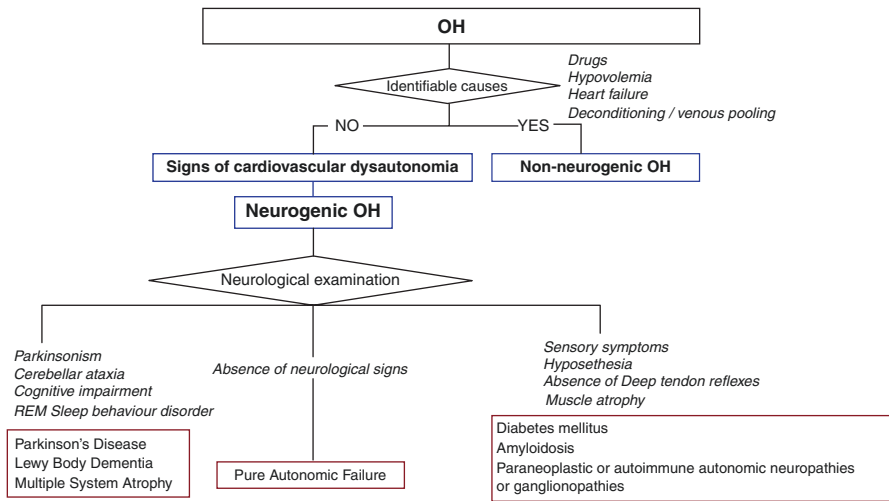 OH
Identifiable causes
Drugs
Hypovolemia
Heart failure
Deconditioning / venous pooling
NO
YES
Signs of cardiovascular dysautonomia
Non-neurogenic OH
Neurogenic OH
Neurological examination
Parkinsonism
Cerebellar ataxia
Cognitive impairment
REM Sleep behaviour disorder
Absence of neurological signs
Sensory symptoms
Hyposethesia
Absence of Deep tendon reflexes
Muscle atrophy
Parkinson's Disease
Lewy Body Dementia
Multiple System Atrophy
Pure Autonomic Failure
Diabetes mellitus
Amyloidosis
Paraneoplastic or autoimmune autonomic neuropathies
or ganglionopathies